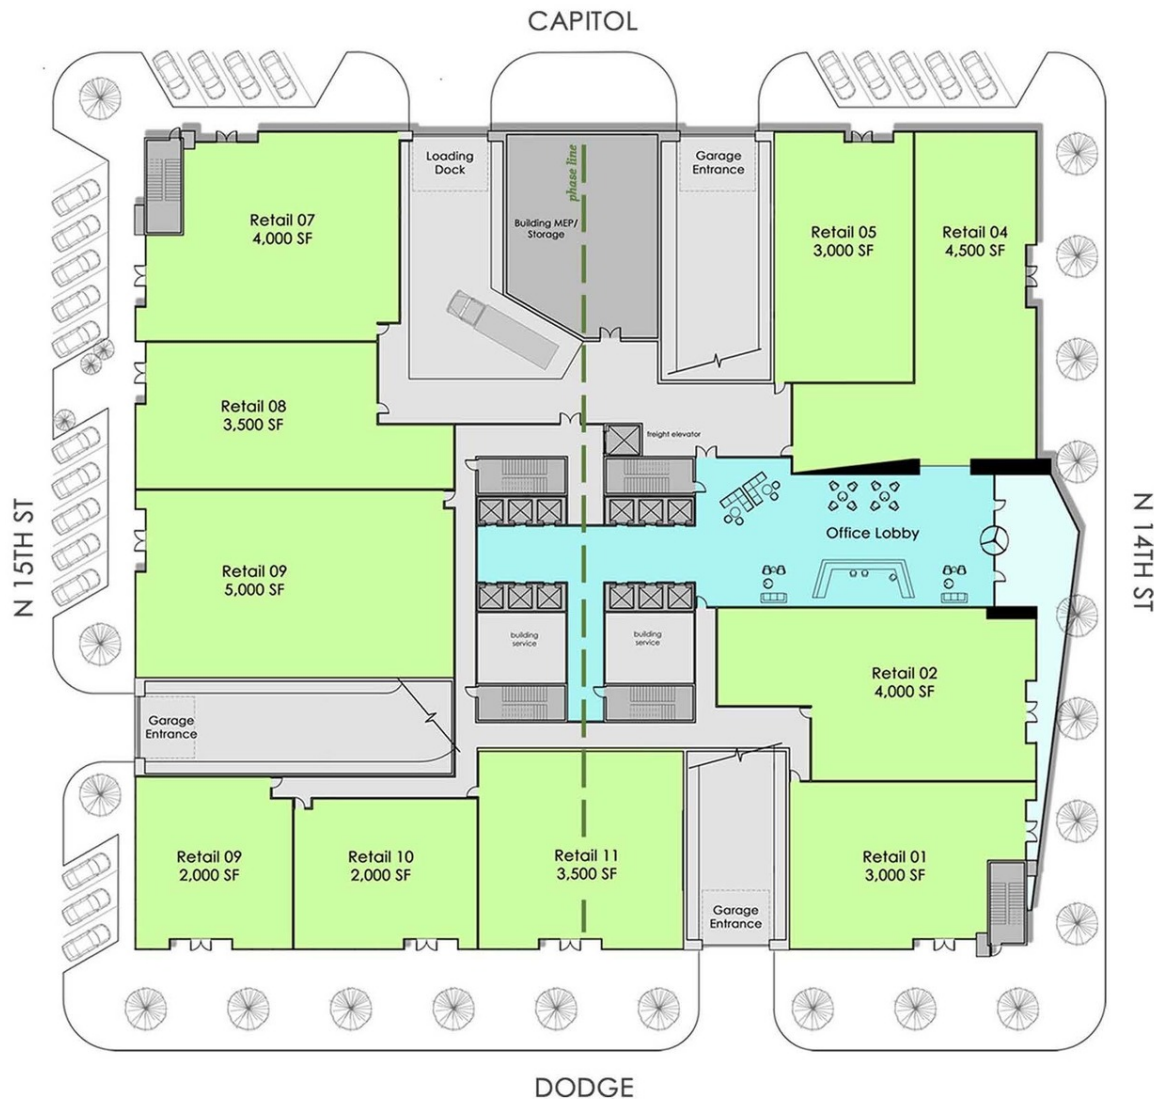 CAPITOL
Loading
Dock
phase line
Garage
Entrance
Retail 07
4,000 SF
Building MEP/
Storage
Retail 05
3,000 SF
Retail 04
4,500 SF
Retail 08
3,500 SF
freight elevator
N 15TH ST
N 14TH ST
Office Lobby
Retail 09
5,000 SF
building
service
building
service
Retail 02
4,000 SF
Garage
Entrance
Retail 09
2,000 SF
Retail 10
2,000 SF
Retail 11
3,500 SF
Retail 01
3,000 SF
Garage
Entrance
DODGE